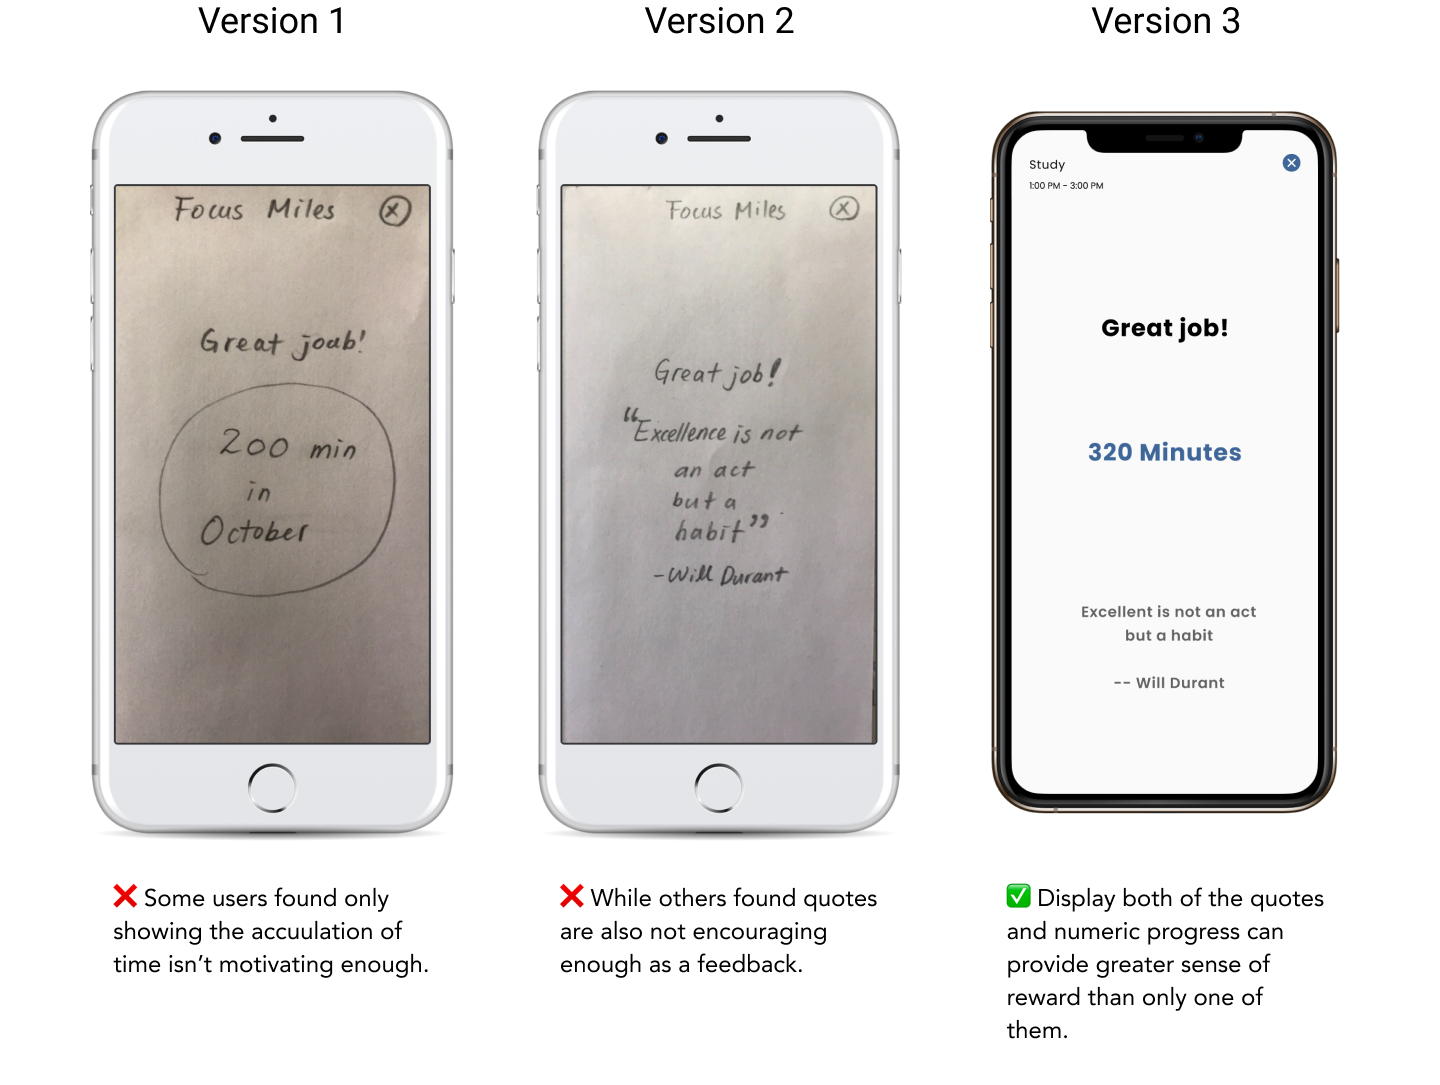 Version 1
Focus Miles
Great joub!
200 min
in
October
❌ Some users found only
showing the accuulation of
time isn’t motivating enough.
Version 2
Focus Miles
Great job!
“Excellence is not
an act
but a
habit”
-Will Durant
❌ While others found quotes
are also not encouraging
enough as a feedback.
Version 3
Study
1:00 PM - 3:00 PM
Great job!
320 Minutes
Excellent is not an act
but a habit
-- Will Durant
✅ Display both of the quotes
and numeric progress can
provide greater sense of
reward than only one of
them.